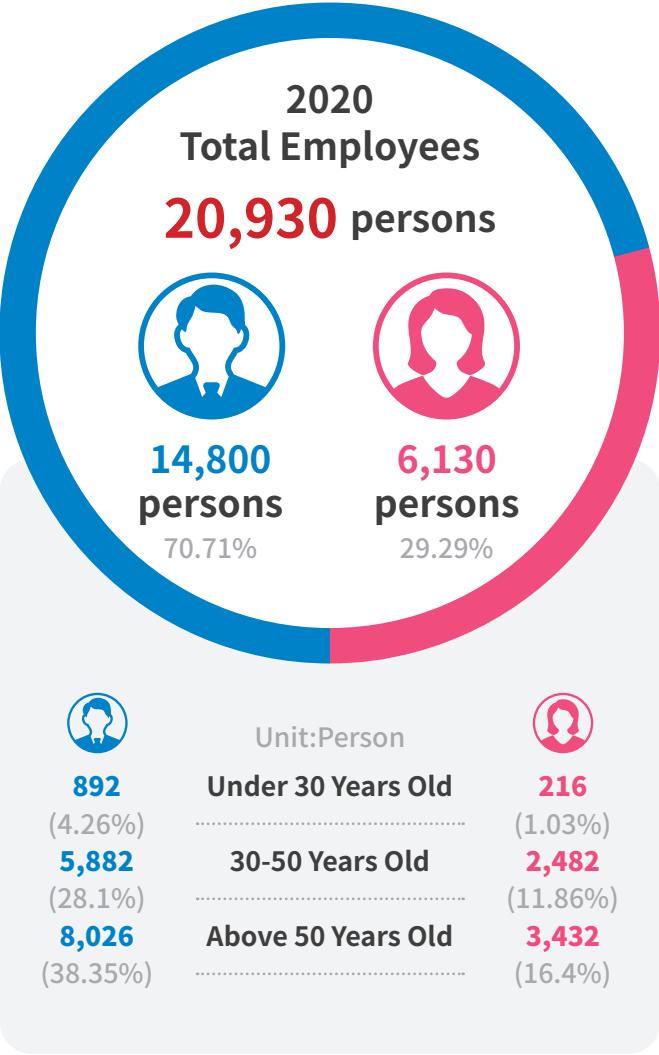 2020
Total Employees
20,930 persons
14,800 6,130
persons persons
70.71% 29.29%
Unit:Person
892 Under 30 Years Old 216
(4.26%) (1.03%)
5,882 30-50 Years Old 2,482
(28.1%) (11.86%)
8,026 Above 50 Years Old 3,432
(38.35%) (16.4%)